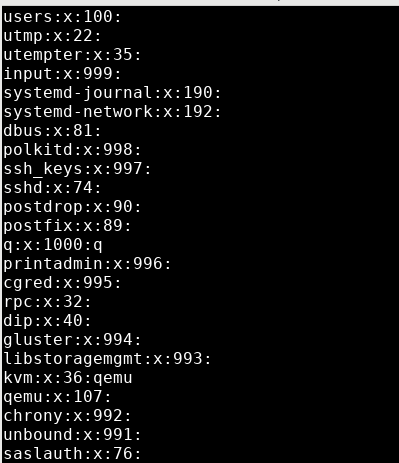 users:x:100:
utmp:x:22:
utempter:x:35:
input:x:999:
systemd-journal:x:190:
systemd-network:x:192:
dbus:x:81:
polkitd:x:998:
ssh_keys:x:997:
sshd:x:74:
postdrop:x:90:
postfix:x:89:
q:x:1000:q
printadmin:x:996:
cgred:x:995:
rpc:x:32:
dip:x:40:
gluster:x:994:
libstoragemgmt:x:993:
kvm:x:36:qemu
qemu:x:107:
chrony:x:992:
unbound:x:991:
saslauth:x:76: